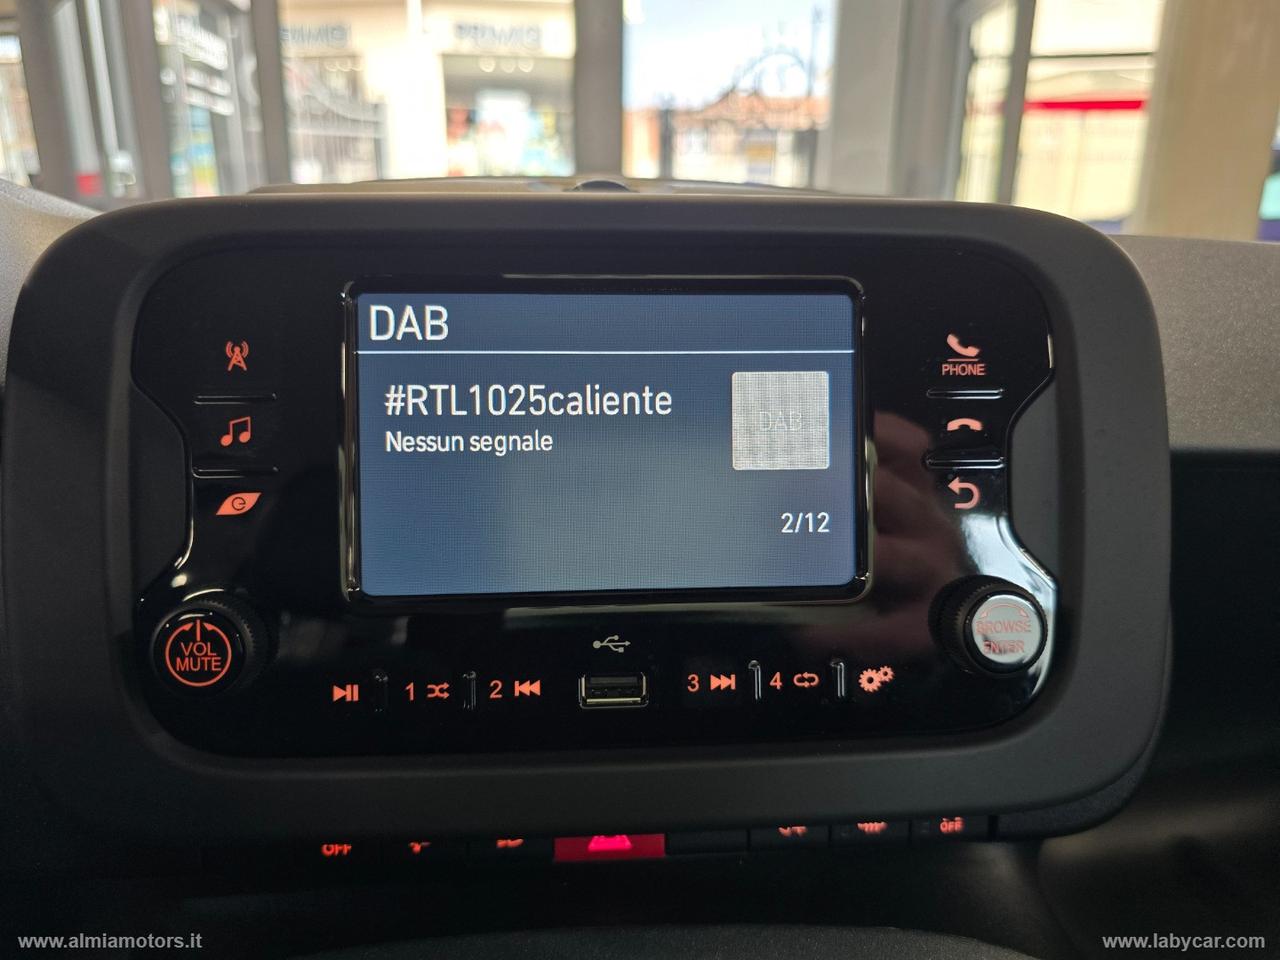 DAB
#RTL1025caliente
Nessun segnale
DAB
2/12
PHONE
VOL
MUTE
BROWSE
ENTER
1
2
3
4
OFF
OFF
www.almiamotors.it
www.labycar.com